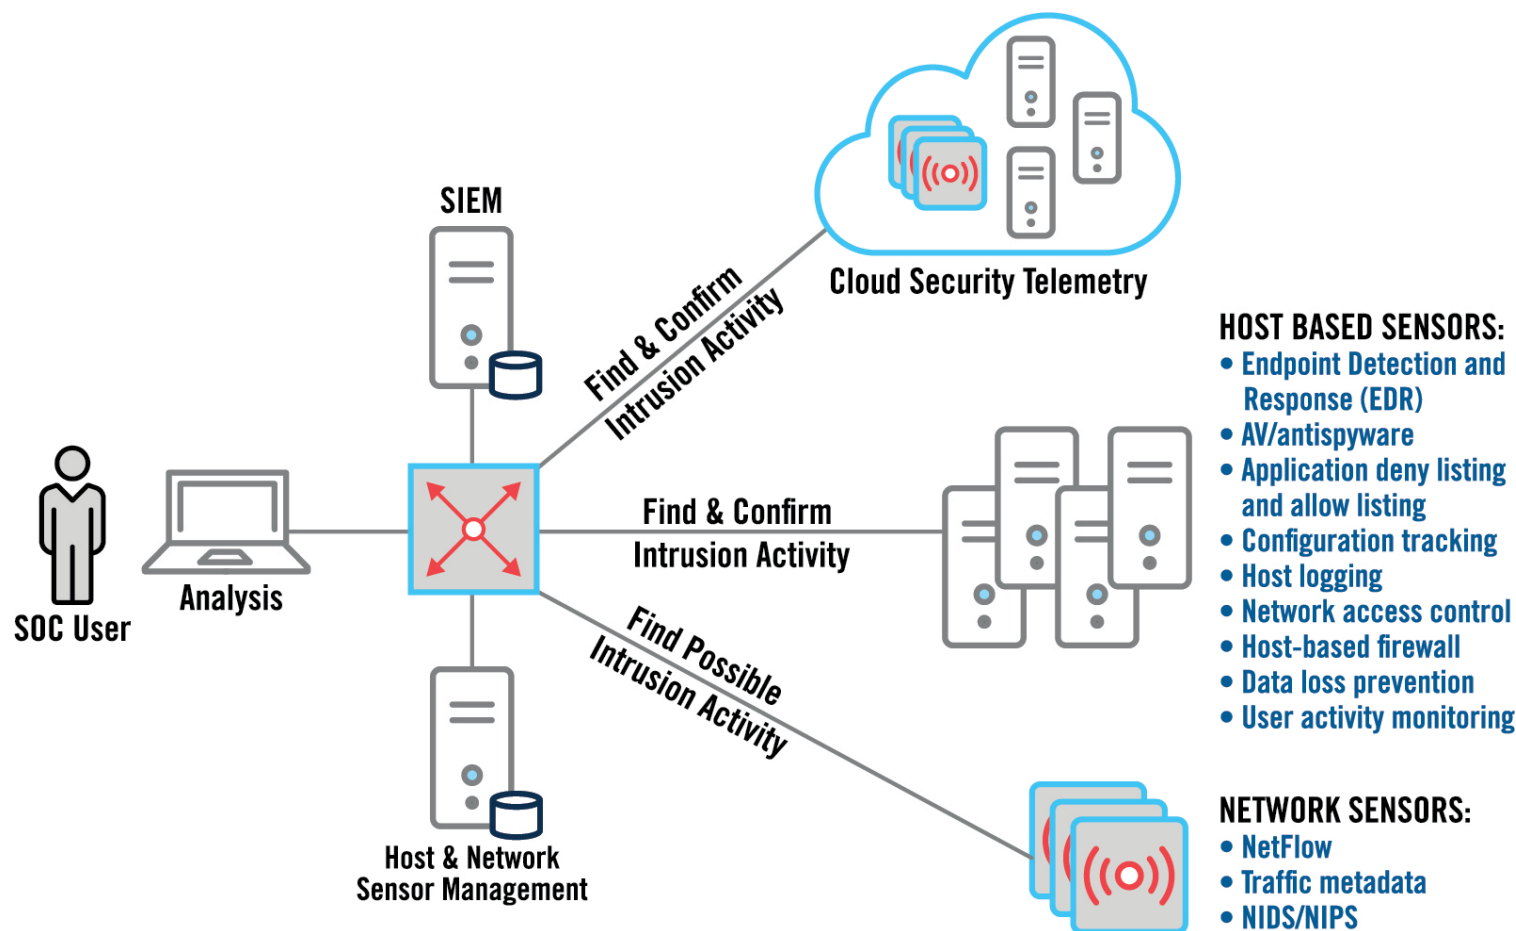 SIEM
Cloud Security Telemetry
Find & Confirm
Intrusion Activity
SOC User
Analysis
Find & Confirm
Intrusion Activity
Find Possible
Intrusion Activity
Host & Network
Sensor Management
HOST BASED SENSORS:
• Endpoint Detection and
Response (EDR)
• AV/antispyware
• Application deny listing
and allow listing
• Configuration tracking
• Host logging
• Network access control
• Host-based firewall
• Data loss prevention
• User activity monitoring
NETWORK SENSORS:
• NetFlow
• Traffic metadata
• NIDS/NIPS